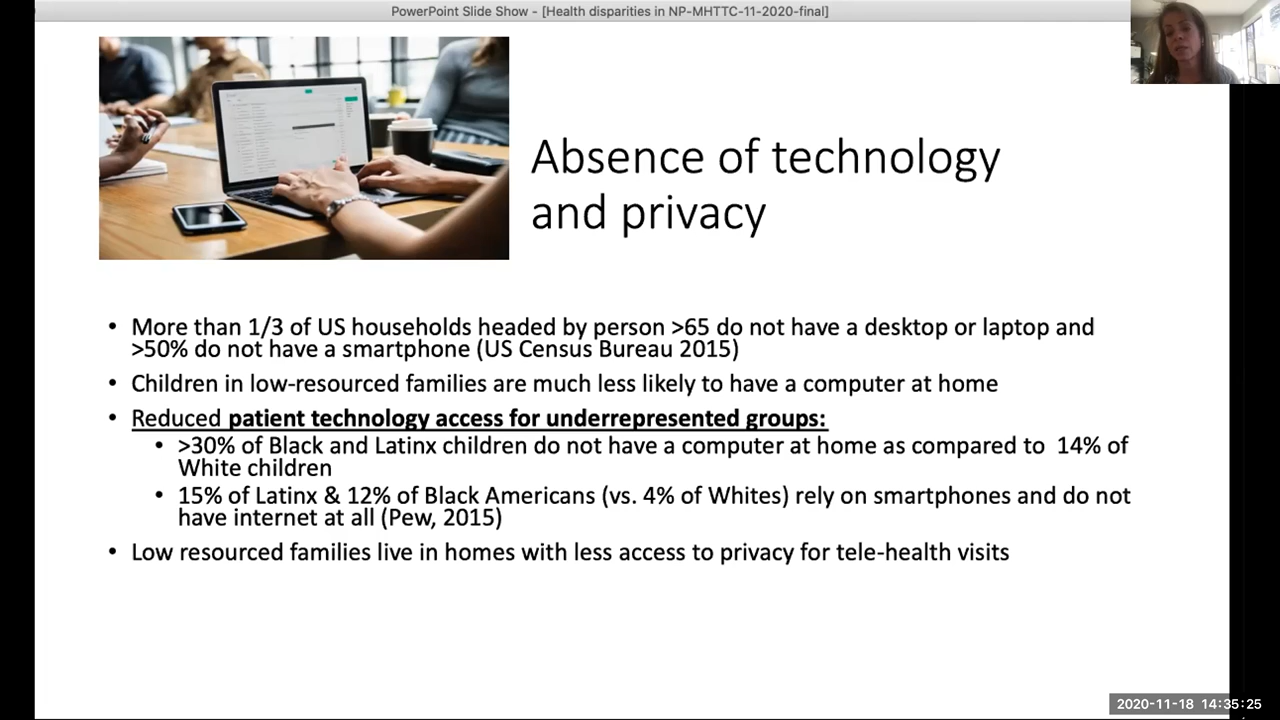 PowerPoint Slide Show - [Health disparities in NP-MHTTC-11-2020-final]
Absence of technology
and privacy
• More than 1/3 of US households headed by person >65 do not have a desktop or laptop and
>50% do not have a smartphone (US Census Bureau 2015)
• Children in low-resourced families are much less likely to have a computer at home
• Reduced patient technology access for underrepresented groups:
• >30% of Black and Latinx children do not have a computer at home as compared to 14% of
White children
• 15% of Latinx & 12% of Black Americans (vs. 4% of Whites) rely on smartphones and do not
have internet at all (Pew, 2015)
• Low resourced families live in homes with less access to privacy for tele-health visits
2020-11-18 14:35:25